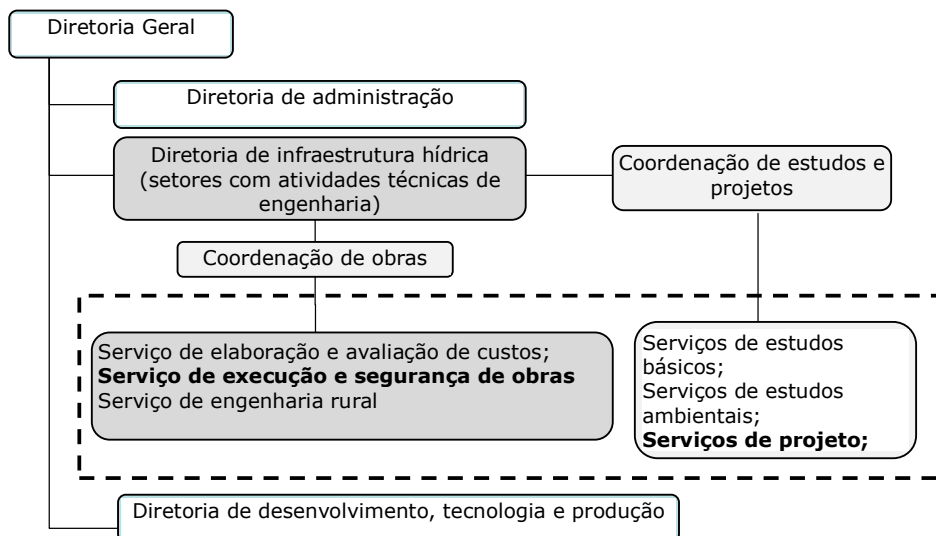 Diretoria Geral
Diretoria de administração
Diretoria de infraestrutura hídrica
(setores com atividades técnicas de
engenharia)
Coordenação de estudos e
projetos
Coordenação de obras
Serviço de elaboração e avaliação de custos;
Serviço de execução e segurança de obras
Serviço de engenharia rural
Serviços de estudos
básicos;
Serviços de estudos
ambientais;
Serviços de projeto;
Diretoria de desenvolvimento, tecnologia e produção